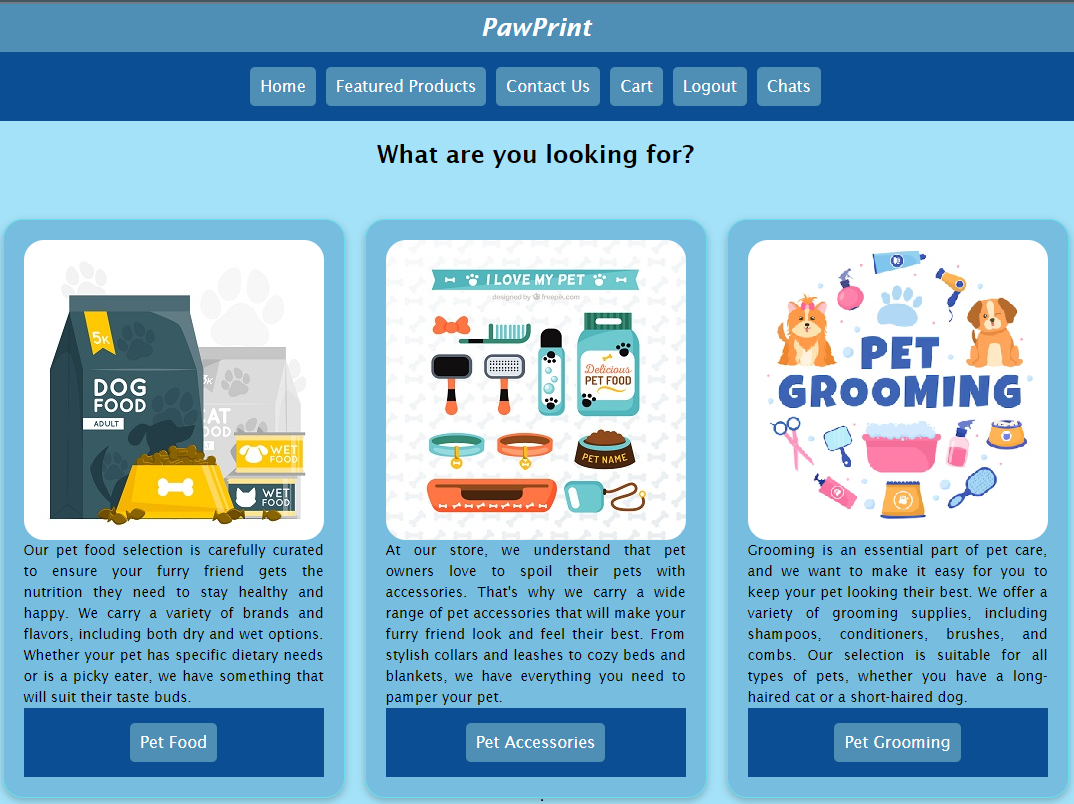 PawPrint
Home
Featured Products
Contact Us
Cart
Logout
Chats
What are you looking for?
5K
DOG
FOOD
ADULT
WET
FOOD
WET
FOOD
Our pet food selection is carefully curated
to ensure your furry friend gets the
nutrition they need to stay healthy and
happy. We carry a variety of brands and
flavors, including both dry and wet options.
Whether your pet has specific dietary needs
or is a picky eater, we have something that
will suit their taste buds.
Pet Food
I LOVE MY PET
designed by freepik.com
Delicious
PET FOOD
PET NAME
At our store, we understand that pet
owners love to spoil their pets with
accessories. That's why we carry a wide
range of pet accessories that will make your
furry friend look and feel their best. From
stylish collars and leashes to cozy beds and
blankets, we have everything you need to
pamper your pet.
Pet Accessories
PET
GROOMING
Grooming is an essential part of pet care,
and we want to make it easy for you to
keep your pet looking their best. We offer a
variety of grooming supplies, including
shampoos, conditioners, brushes, and
combs. Our selection is suitable for all
types of pets, whether you have a long-
haired cat or a short-haired dog.
Pet Grooming
.